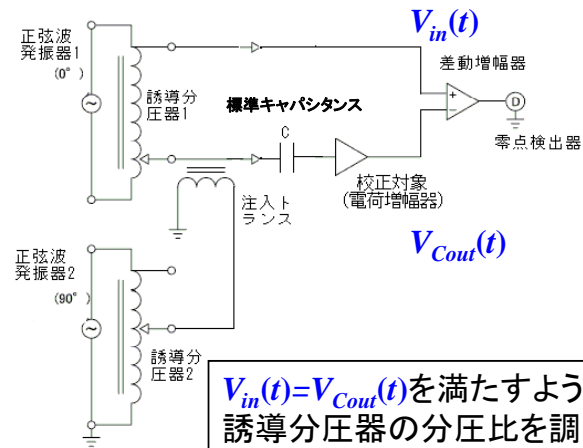 正弦波
発振器1
(0°)
誘導分
圧器1
標準キャパシタンス
C
V_in(t)
差動増幅器
+
−
D
零点検出器
注入ト
ランス
校正対象
(電荷増幅器)
V_Cout(t)
正弦波
発振器2
(90°)
誘導分
圧器2
V_in(t)=V_Cout(t)を満たすよう
誘導分圧器の分圧比を調